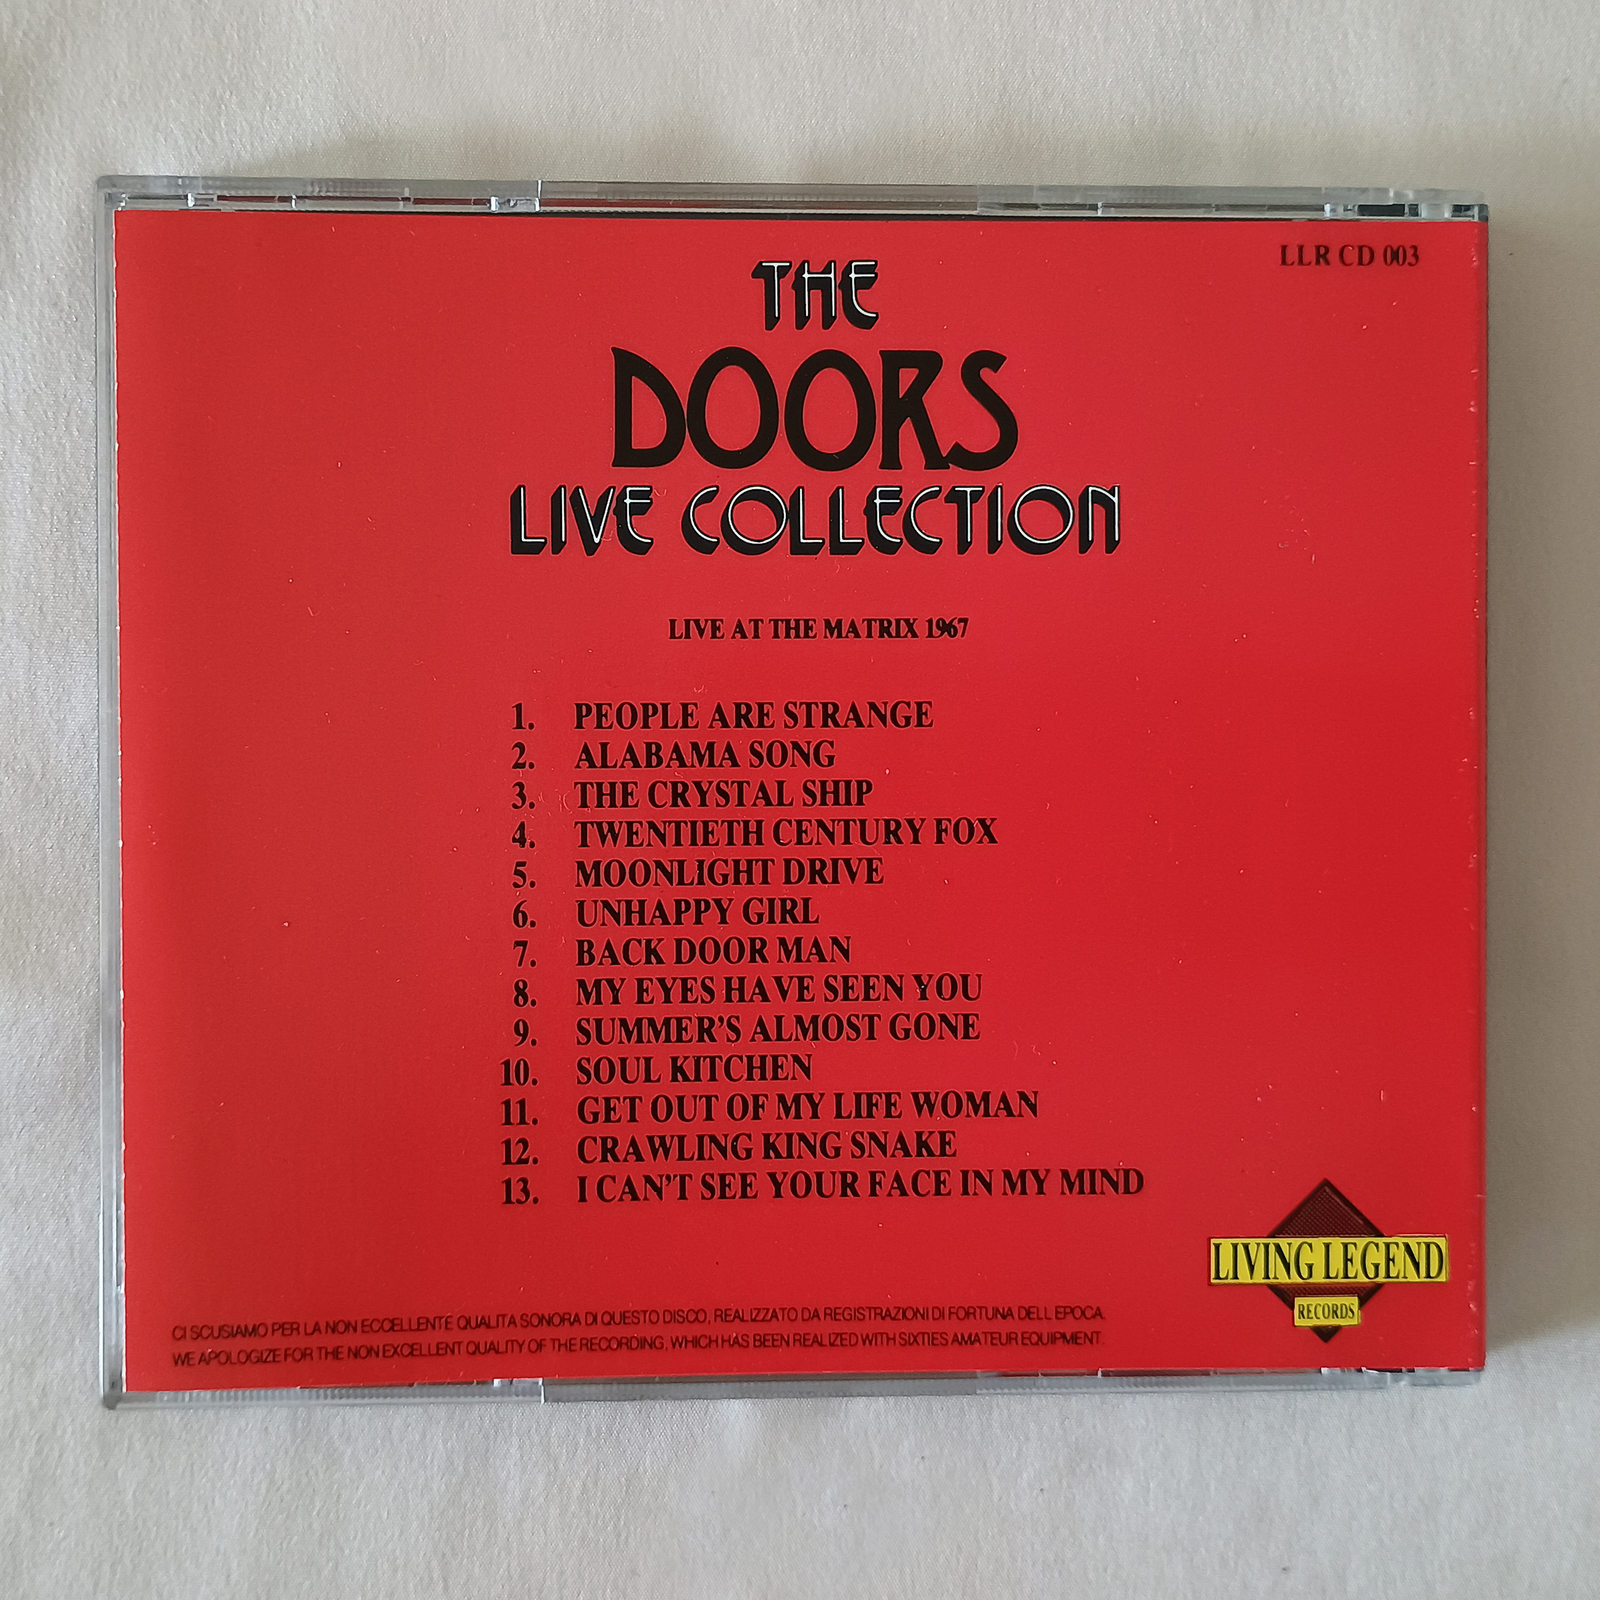 LLR CD 003
THE
DOORS
LIVE COLLECTION
LIVE AT THE MATRIX 1967
1. PEOPLE ARE STRANGE
2. ALABAMA SONG
3. THE CRYSTAL SHIP
4. TWENTIETH CENTURY FOX
5. MOONLIGHT DRIVE
6. UNHAPPY GIRL
7. BACK DOOR MAN
8. MY EYES HAVE SEEN YOU
9. SUMMER'S ALMOST GONE
10. SOUL KITCHEN
11. GET OUT OF MY LIFE WOMAN
12. CRAWLING KING SNAKE
13. I CAN'T SEE YOUR FACE IN MY MIND
LIVING LEGEND
RECORDS
CI SCUSIAMO PER LA NON ECCELLENTE QUALITA SONORA DI QUESTO DISCO, REALIZZATO DA REGISTRAZIONI DI FORTUNA DELL EPOCA.
WE APOLOGIZE FOR THE NON EXCELLENT QUALITY OF THE RECORDING, WHICH HAS BEEN REALIZED WITH SIXTIES AMATEUR EQUIPMENT.